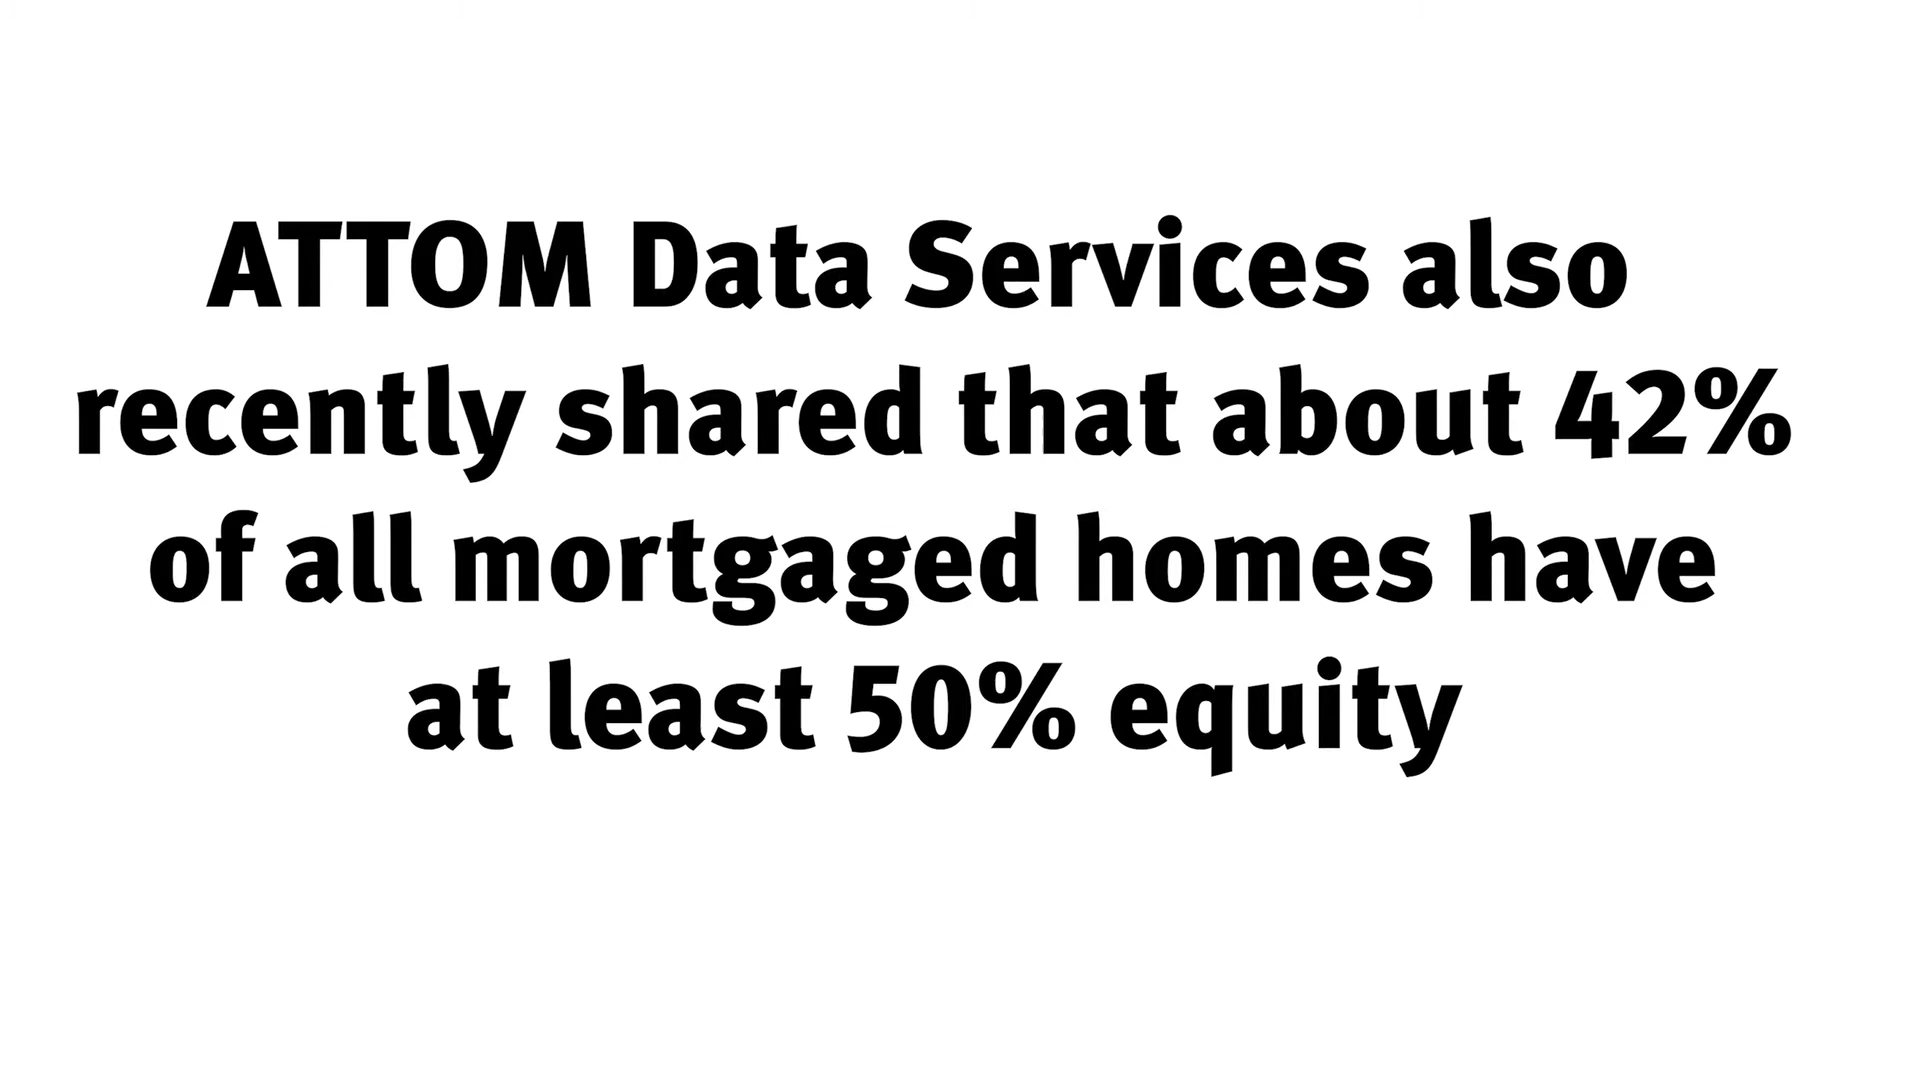 ATTOM Data Services also
recently shared that about 42%
of all mortgaged homes have
at least 50% equity